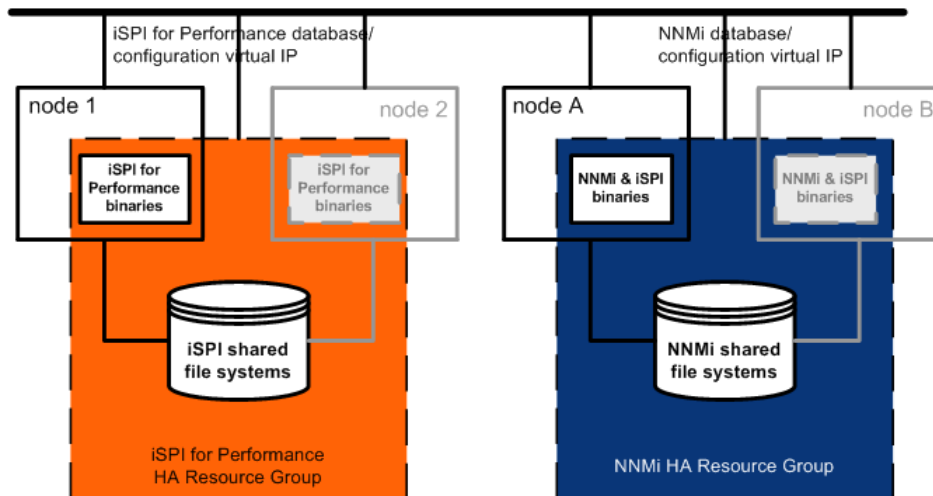 iSPI for Performance database/
configuration virtual IP
NNMi database/
configuration virtual IP
node 1
node 2
node A
node B
iSPI for
Performance
binaries
iSPI for
Performance
binaries
NNMi & iSPI
binaries
NNMi & iSPI
binaries
iSPI shared
file systems
NNMi shared
file systems
iSPI for Performance
HA Resource Group
NNMi HA Resource Group